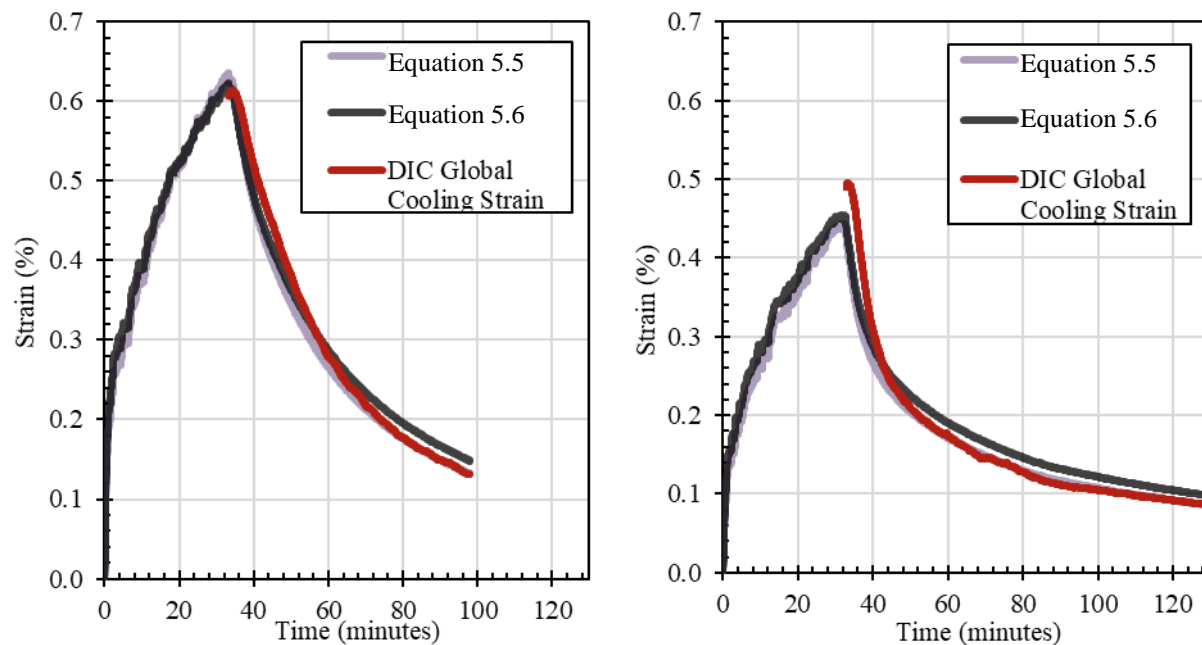 0.7
0.6
0.5
0.4
0.3
0.2
0.1
0.0
Strain (%)
Equation 5.5
Equation 5.6
DIC Global
Cooling Strain
0 20 40 60 80 100 120
Time (minutes)
0.7
0.6
0.5
0.4
0.3
0.2
0.1
0.0
Strain (%)
Equation 5.5
Equation 5.6
DIC Global
Cooling Strain
0 20 40 60 80 100 120
Time (minutes)